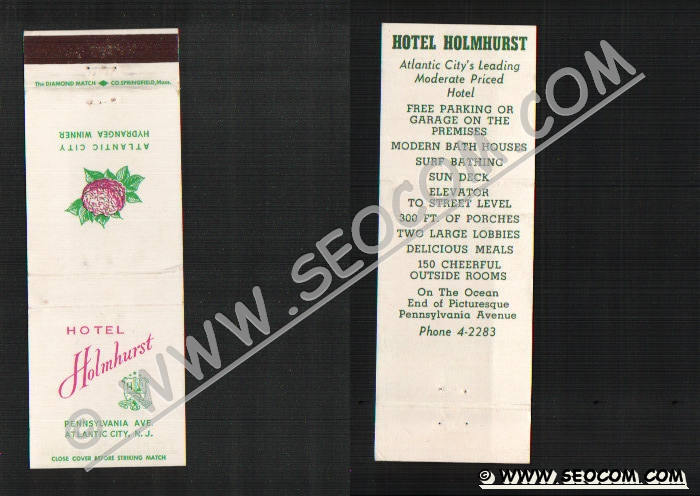 The DIAMOND MATCH CO. SPRINGFIELD, Mass.
ATLANTIC CITY
HYDRANGEA WINNER
HOTEL
Holmhurst
H
PENNSYLVANIA AVE.
ATLANTIC CITY, N. J.
CLOSE COVER BEFORE STRIKING MATCH
HOTEL HOLMHURST
Atlantic City's Leading
Moderate Priced
Hotel
FREE PARKING OR
GARAGE ON THE
PREMISES
MODERN BATH HOUSES
SURF BATHING
SUN DECK
ELEVATOR
TO STREET LEVEL
300 FT. OF PORCHES
TWO LARGE LOBBIES
DELICIOUS MEALS
150 CHEERFUL
OUTSIDE ROOMS
On The Ocean
End of Picturesque
Pennsylvania Avenue
Phone 4-2283
© WWW.SEOCOM.COM
© WWW.SEOCOM.COM